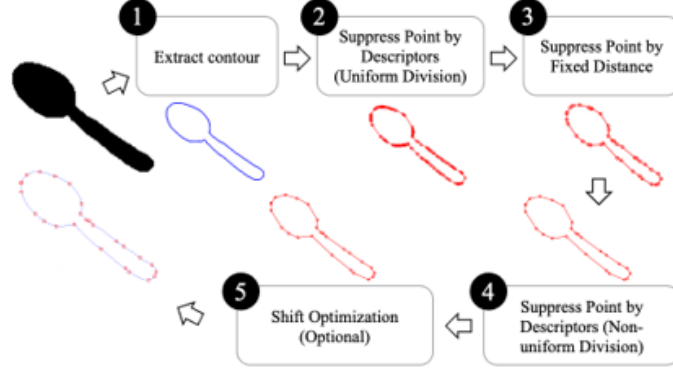 1
Extract contour
2
Suppress Point by
Descriptors
(Uniform Division)
3
Suppress Point by
Fixed Distance
5
Shift Optimization
(Optional)
4
Suppress Point by
Descriptors (Non-
uniform Division)